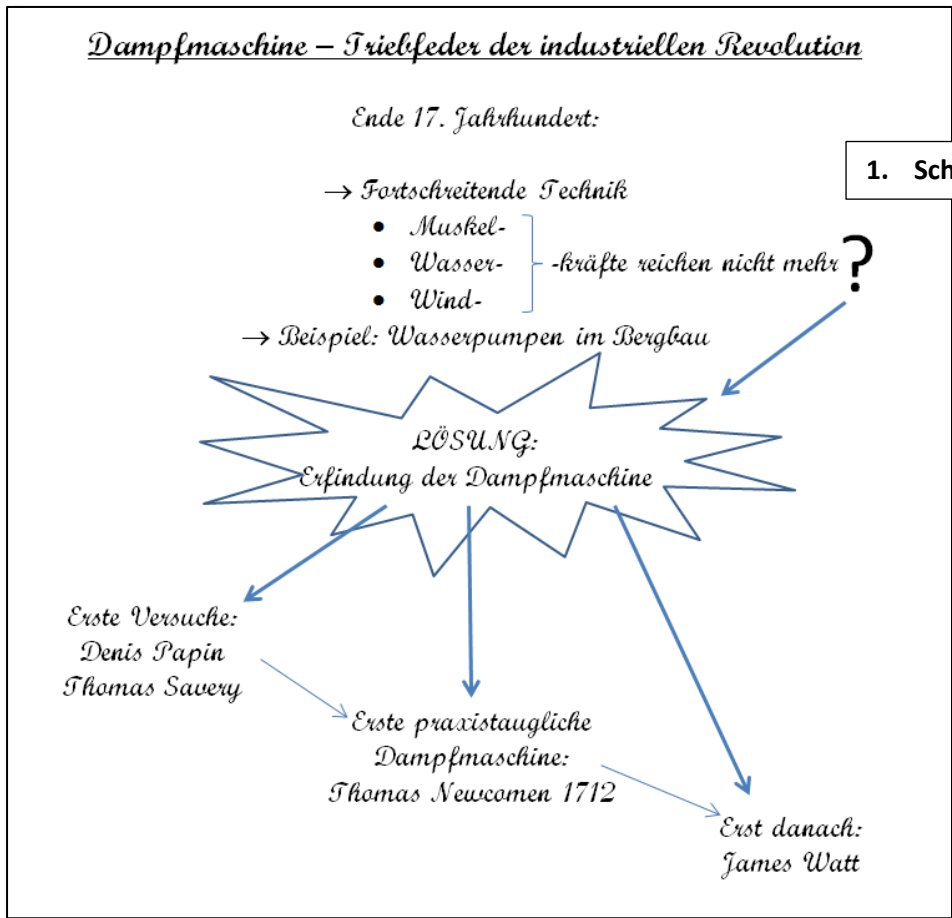 Dampfmaschine – Triebfeder der industriellen Revolution
Ende 17. Jahrhundert:
1. Sch
→ Fortschreitende Technik
• Muskel-
• Wasser- -kräfte reichen nicht mehr ?
• Wind-
→ Beispiel: Wasserpumpen im Bergbau
LÖSUNG:
Erfindung der Dampfmaschine
Erste Versuche:
Denis Papin
Thomas Savery
Erste praxistaugliche
Dampfmaschine:
Thomas Newcomen 1712
Erst danach:
James Watt